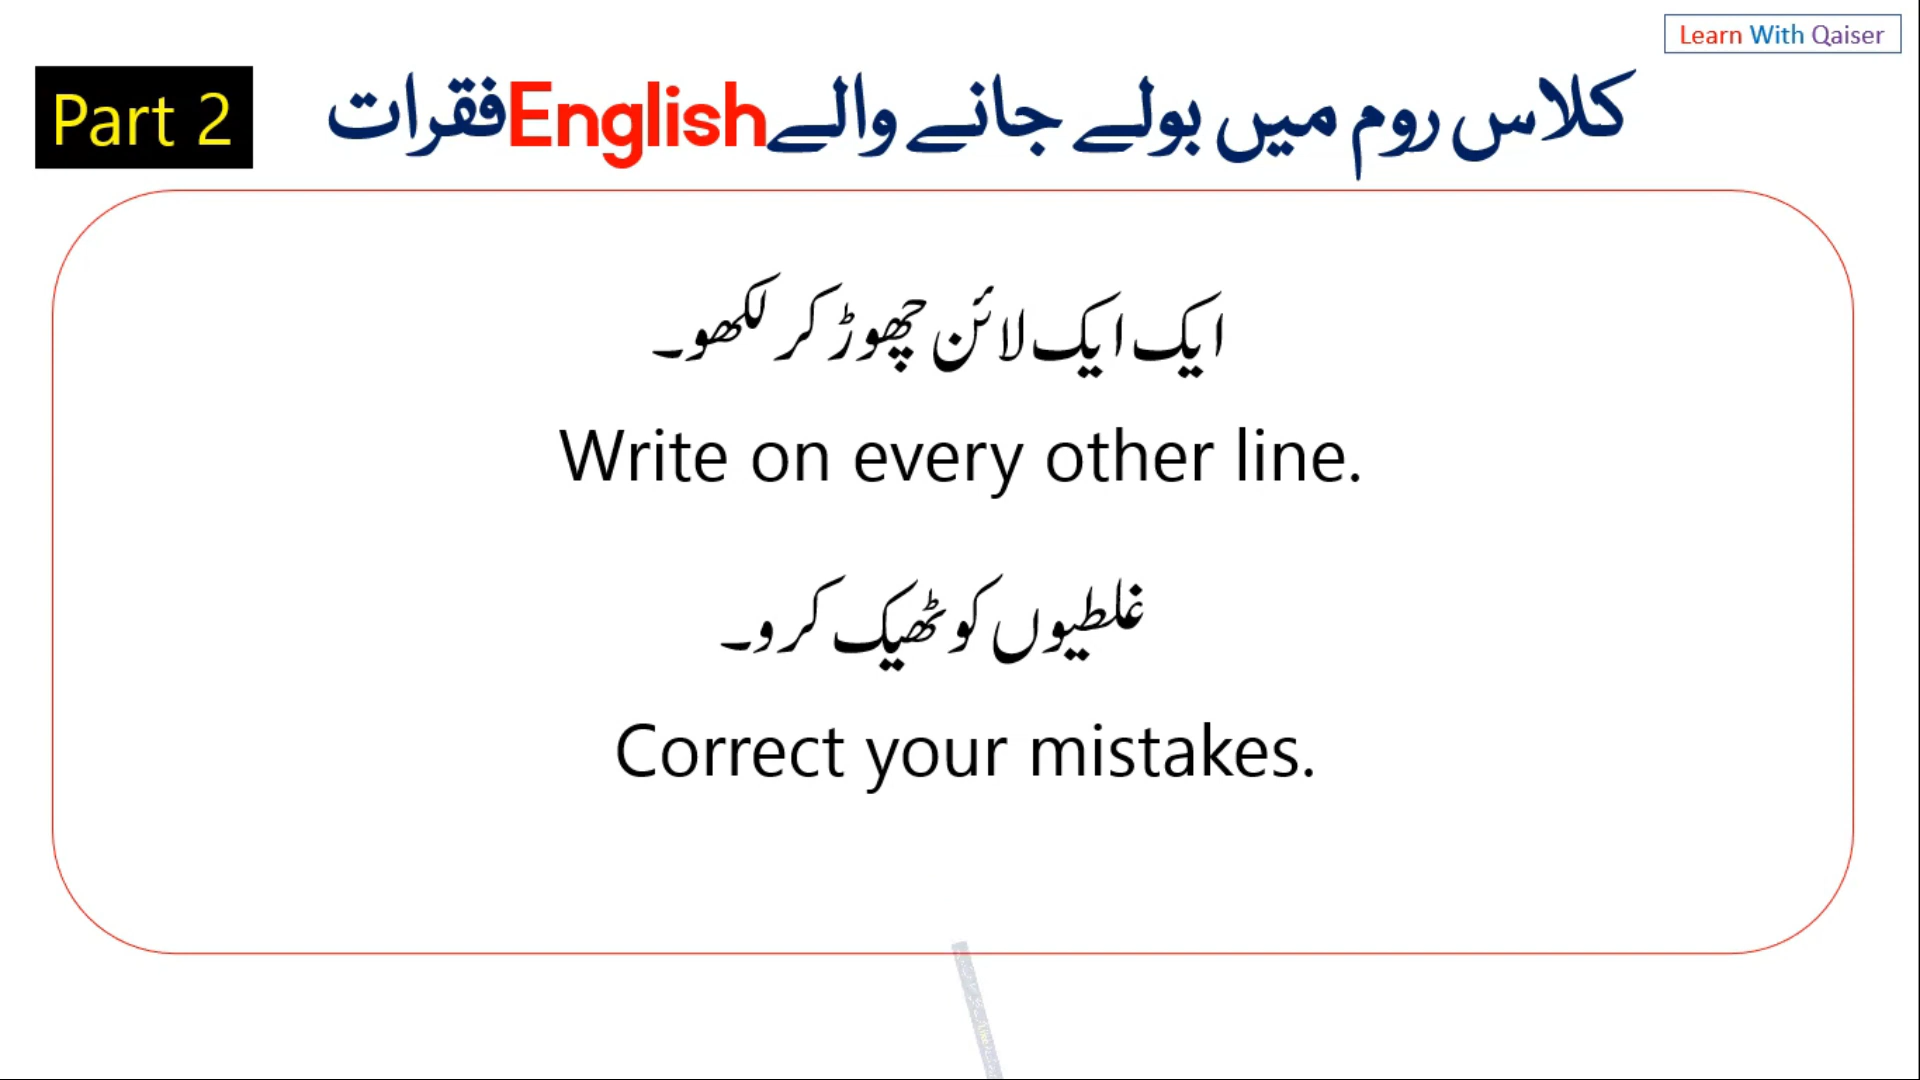 Learn With Qaiser
Part 2
کلاس روم میں بولے جانے والے English فقرات
ایک ایک لائن چھوڑ کر لکھو۔
Write on every other line.
غلطیوں کو ٹھیک کرو۔
Correct your mistakes.